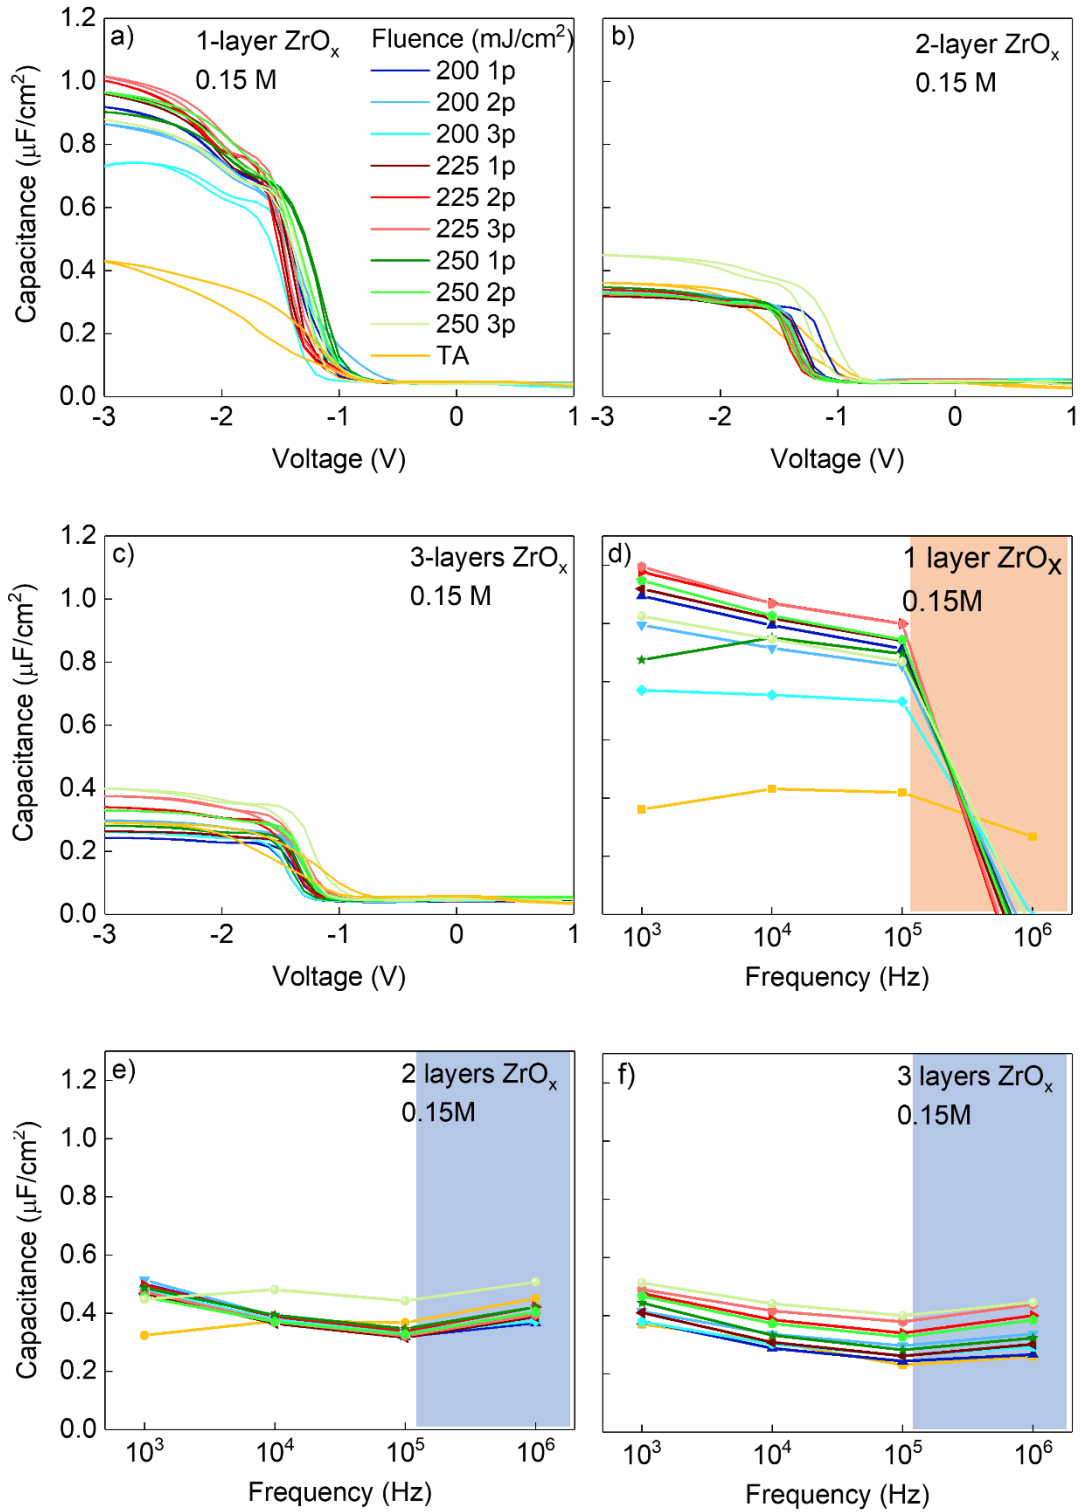 a)
1-layer ZrOx
0.15 M
Fluence (mJ/cm²)
200 1p
200 2p
200 3p
225 1p
225 2p
225 3p
250 1p
250 2p
250 3p
TA
Capacitance (μF/cm²)
1.2
1.0
0.8
0.6
0.4
0.2
0.0
-3
-2
-1
0
1
Voltage (V)
b)
2-layer ZrOx
0.15 M
-3
-2
-1
0
1
Voltage (V)
c)
3-layers ZrOx
0.15 M
Capacitance (μF/cm²)
1.2
1.0
0.8
0.6
0.4
0.2
0.0
-3
-2
-1
0
1
Voltage (V)
d)
1 layer ZrOx
0.15M
10³
10⁴
10⁵
10⁶
Frequency (Hz)
e)
2 layers ZrOx
0.15M
Capacitance (μF/cm²)
1.2
1.0
0.8
0.6
0.4
0.2
0.0
10³
10⁴
10⁵
10⁶
Frequency (Hz)
f)
3 layers ZrOx
0.15M
10³
10⁴
10⁵
10⁶
Frequency (Hz)